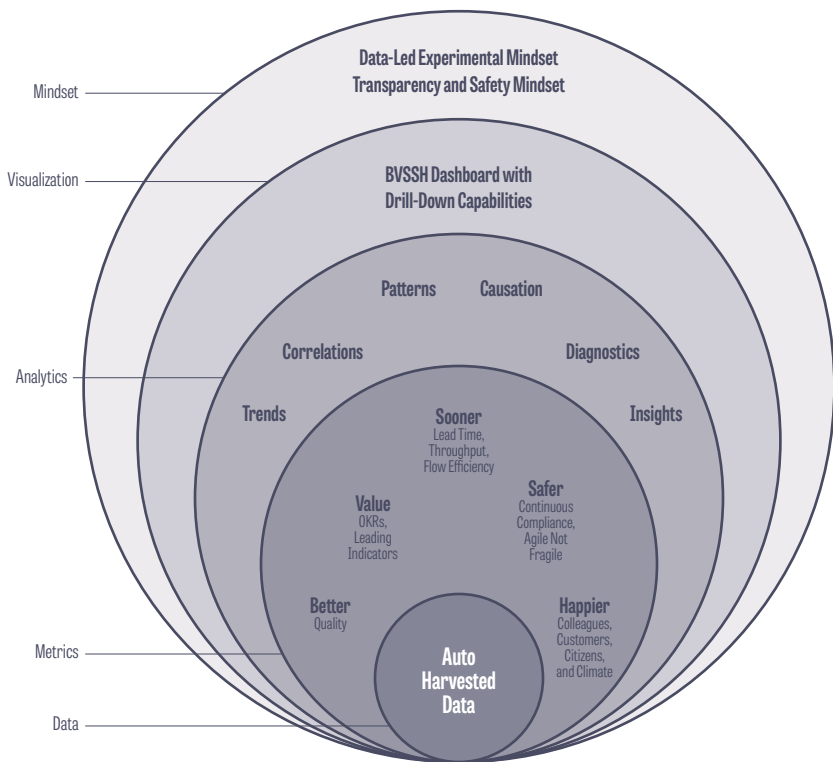 Data-Led Experimental Mindset
Transparency and Safety Mindset
Mindset
BVSSH Dashboard with
Drill-Down Capabilities
Visualization
Patterns
Causation
Correlations
Diagnostics
Analytics
Trends
Insights
Sooner
Lead Time,
Throughput,
Flow Efficiency
Value
OKRs,
Leading
Indicators
Safer
Continuous
Compliance,
Agile Not
Fragile
Better
Quality
Happier
Colleagues,
Customers,
Citizens,
and Climate
Metrics
Auto
Harvested
Data
Data